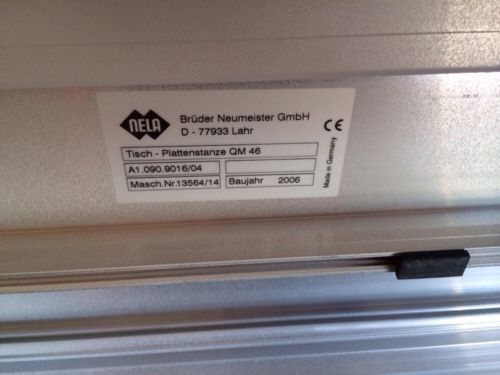 NELA
Brüder Neumeister GmbH
D - 77933 Lahr
CE
Made in Germany
Tisch - Plattenstanze QM 46
A1.090.9016/04
Masch.Nr.13564/14
Baujahr 2006